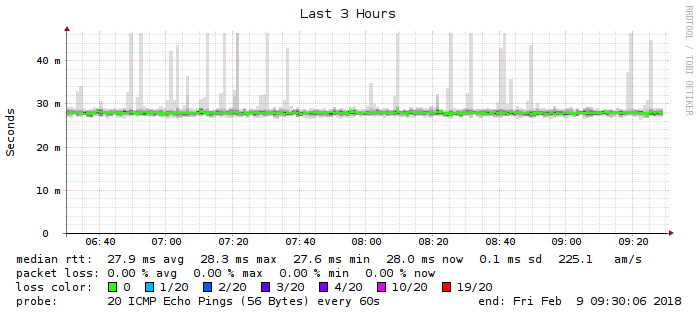 Last 3 Hours
RRDTOOL / TOBI OETIKER
Seconds
40 m
30 m
20 m
10 m
0
06:40 07:00 07:20 07:40 08:00 08:20 08:40 09:00 09:20
median rtt: 27.9 ms avg 28.3 ms max 27.6 ms min 28.0 ms now 0.1 ms sd 225.1 am/s
packet loss: 0.00 % avg 0.00 % max 0.00 % min 0.00 % now
loss color: 0 1/20 2/20 3/20 4/20 10/20 19/20
probe: 20 ICMP Echo Pings (56 Bytes) every 60s end: Fri Feb 9 09:30:06 2018